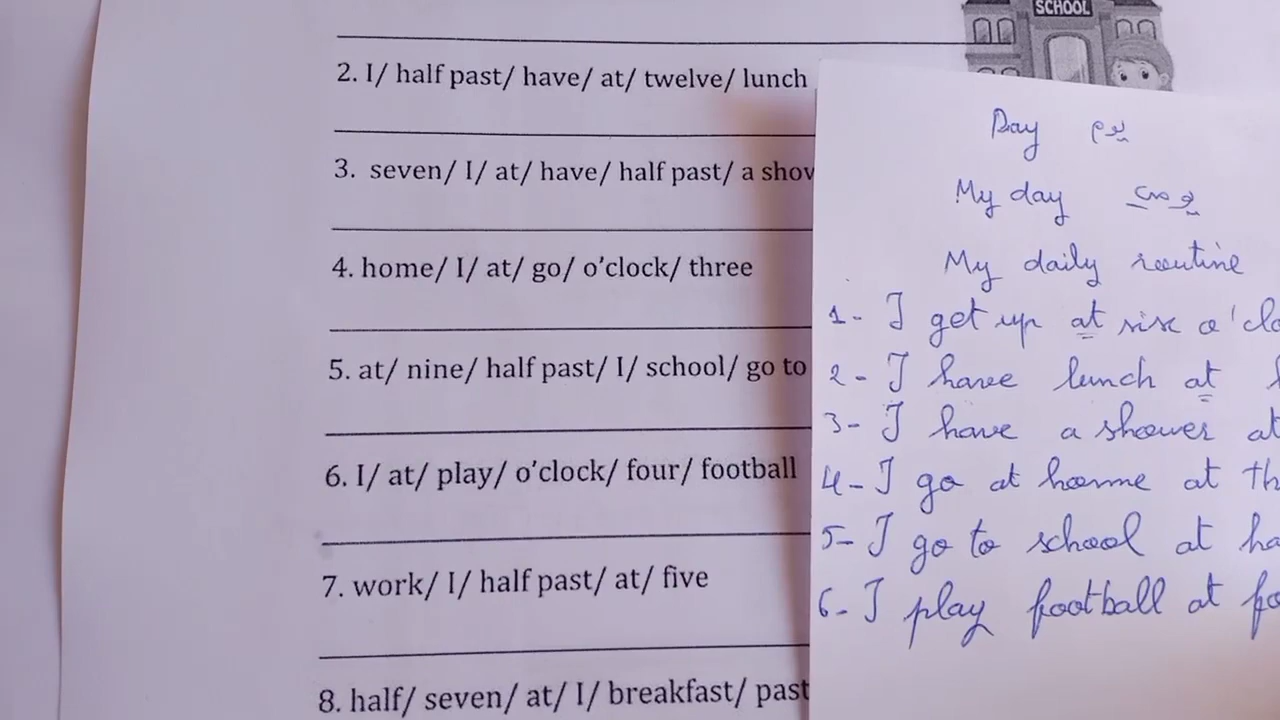 SCHOOL
2. I/ half past/ have/ at/ twelve/ lunch
3. seven/ I/ at/ have/ half past/ a show
4. home/ I/ at/ go/ o'clock/ three
5. at/ nine/ half past/ I/ school/ go to
6. I/ at/ play/ o'clock/ four/ football
7. work/ I/ half past/ at/ five
8. half/ seven/ at/ I/ breakfast/ past
Day يوم
My day يومي
My daily routine
1- I get up at six o'clo
2- I have lunch at
3- I have a shower at
4- I go at home at th
5- I go to school at ha
6- I play football at fo